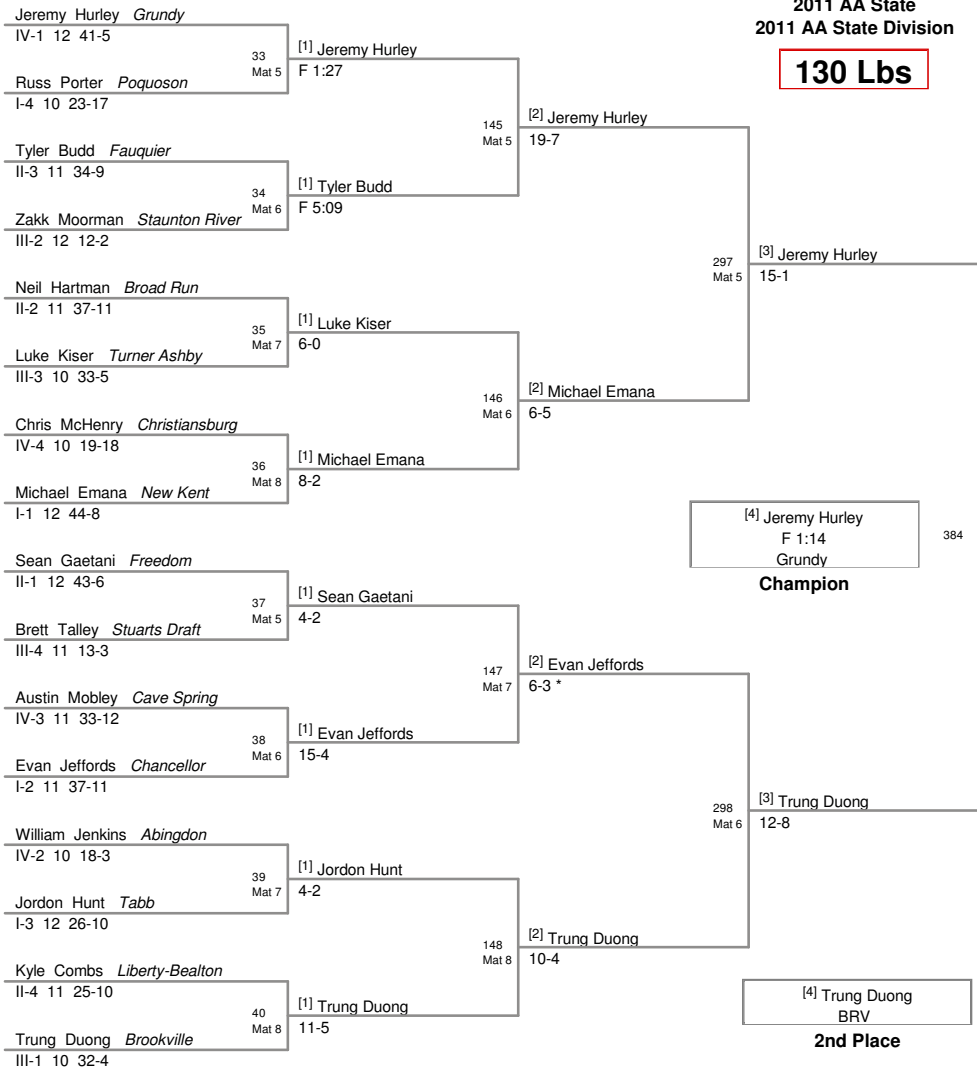 2011 AA State
2011 AA State Division
130 Lbs
Jeremy Hurley Grundy
IV-1 12 41-5
33
Mat 5
[1] Jeremy Hurley
F 1:27
Russ Porter Poquoson
I-4 10 23-17
145
Mat 5
[2] Jeremy Hurley
19-7
Tyler Budd Fauquier
II-3 11 34-9
34
Mat 6
[1] Tyler Budd
F 5:09
Zakk Moorman Staunton River
III-2 12 12-2
297
Mat 5
[3] Jeremy Hurley
15-1
Neil Hartman Broad Run
II-2 11 37-11
35
Mat 7
[1] Luke Kiser
6-0
Luke Kiser Turner Ashby
III-3 10 33-5
146
Mat 6
[2] Michael Emana
6-5
Chris McHenry Christiansburg
IV-4 10 19-18
36
Mat 8
[1] Michael Emana
8-2
Michael Emana New Kent
I-1 12 44-8
[4] Jeremy Hurley
F 1:14
Grundy
384
Champion
Sean Gaetani Freedom
II-1 12 43-6
37
Mat 5
[1] Sean Gaetani
4-2
Brett Talley Stuarts Draft
III-4 11 13-3
147
Mat 7
[2] Evan Jeffords
6-3 *
Austin Mobley Cave Spring
IV-3 11 33-12
38
Mat 6
[1] Evan Jeffords
15-4
Evan Jeffords Chancellor
I-2 11 37-11
298
Mat 6
[3] Trung Duong
12-8
William Jenkins Abingdon
IV-2 10 18-3
39
Mat 7
[1] Jordon Hunt
4-2
Jordon Hunt Tabb
I-3 12 26-10
148
Mat 8
[2] Trung Duong
10-4
Kyle Combs Liberty-Bealton
II-4 11 25-10
40
Mat 8
[1] Trung Duong
11-5
Trung Duong Brookville
III-1 10 32-4
[4] Trung Duong
BRV
2nd Place